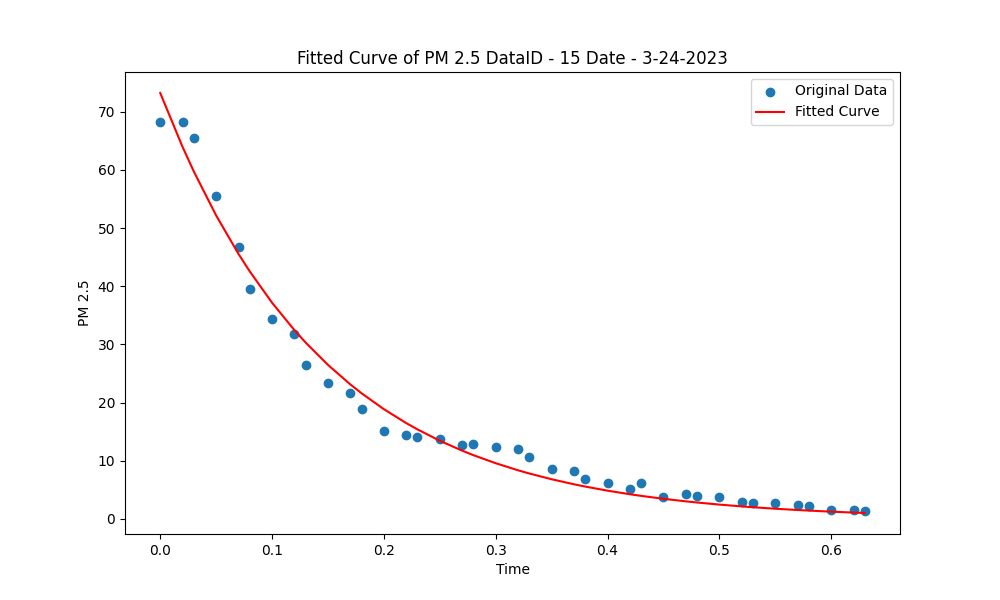 Fitted Curve of PM 2.5 DataID - 15 Date - 3-24-2023
Original Data
Fitted Curve
70
60
50
40
30
20
10
0
PM 2.5
0.0 0.1 0.2 0.3 0.4 0.5 0.6
Time